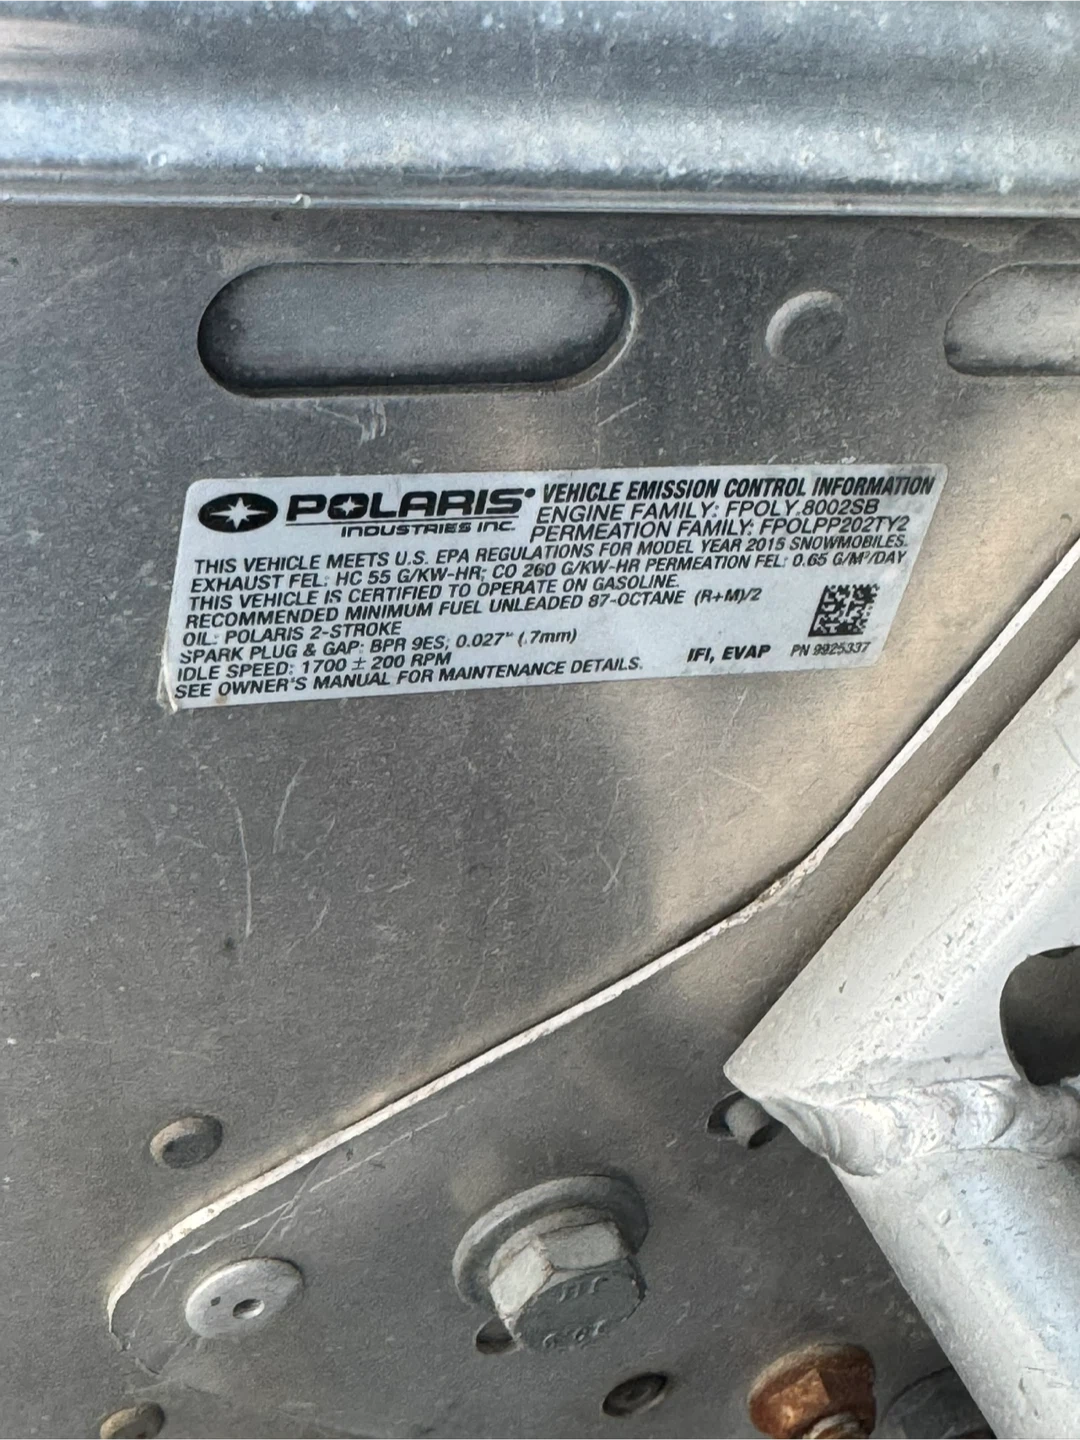 POLARIS
INDUSTRIES INC.
VEHICLE EMISSION CONTROL INFORMATION
ENGINE FAMILY: FPOLY.8002SB
PERMEATION FAMILY: FPOLPP202TY2
THIS VEHICLE MEETS U.S. EPA REGULATIONS FOR MODEL YEAR 2015 SNOWMOBILES.
EXHAUST FEL: HC 55 G/KW-HR; CO 260 G/KW-HR PERMEATION FEL: 0.65 G/M²/DAY
THIS VEHICLE IS CERTIFIED TO OPERATE ON GASOLINE.
RECOMMENDED MINIMUM FUEL UNLEADED 87-OCTANE (R+M)/2
OIL: POLARIS 2-STROKE
SPARK PLUG & GAP: BPR 9ES, 0.027" (.7mm)
IDLE SPEED: 1700 ± 200 RPM
SEE OWNER'S MANUAL FOR MAINTENANCE DETAILS.
IFI, EVAP PN 9925337